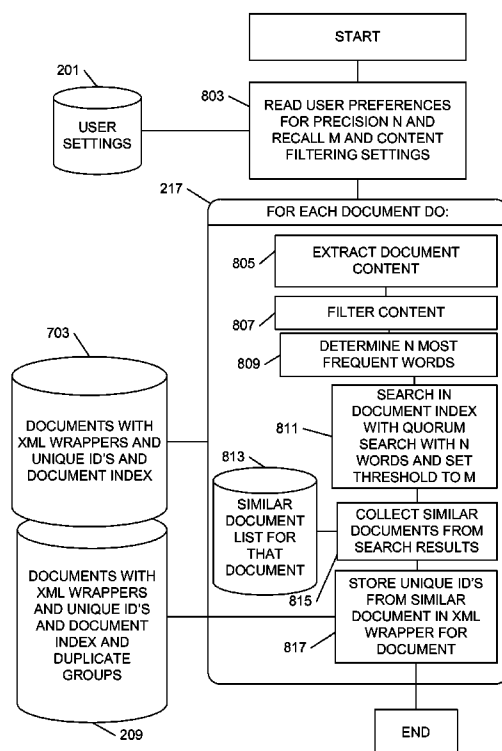 START
201
803
USER
SETTINGS
READ USER PREFERENCES
FOR PRECISION N AND
RECALL M AND CONTENT
FILTERING SETTINGS
217
FOR EACH DOCUMENT DO:
805
EXTRACT DOCUMENT
CONTENT
807
FILTER CONTENT
809
DETERMINE N MOST
FREQUENT WORDS
703
DOCUMENTS WITH
XML WRAPPERS AND
UNIQUE ID'S AND
DOCUMENT INDEX
811
SEARCH IN
DOCUMENT INDEX
WITH QUORUM
SEARCH WITH N
WORDS AND SET
THRESHOLD TO M
813
SIMILAR
DOCUMENT
LIST FOR
THAT
DOCUMENT
COLLECT SIMILAR
DOCUMENTS FROM
SEARCH RESULTS
815
DOCUMENTS WITH
XML WRAPPERS
AND UNIQUE ID'S
AND DOCUMENT
INDEX AND
DUPLICATE
GROUPS
STORE UNIQUE ID'S
FROM SIMILAR
DOCUMENT IN XML
WRAPPER FOR
DOCUMENT
817
209
END